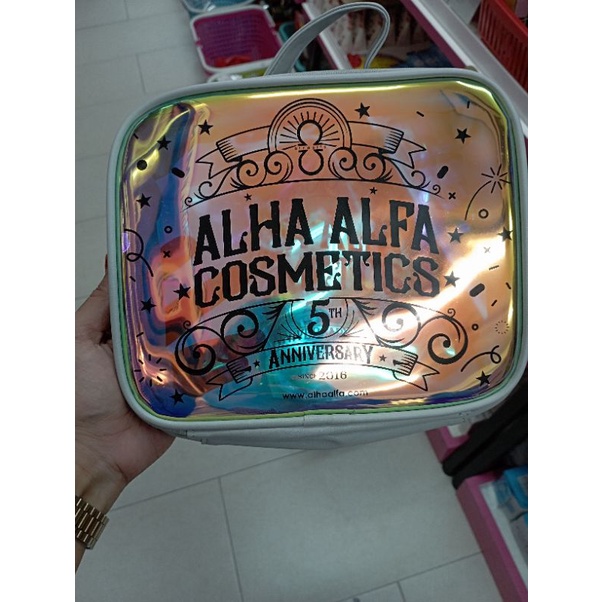 ALHA ALFA
COSMETICS
5TH
ANNIVERSARY
SINCE 2016
www.alhaalfa.com